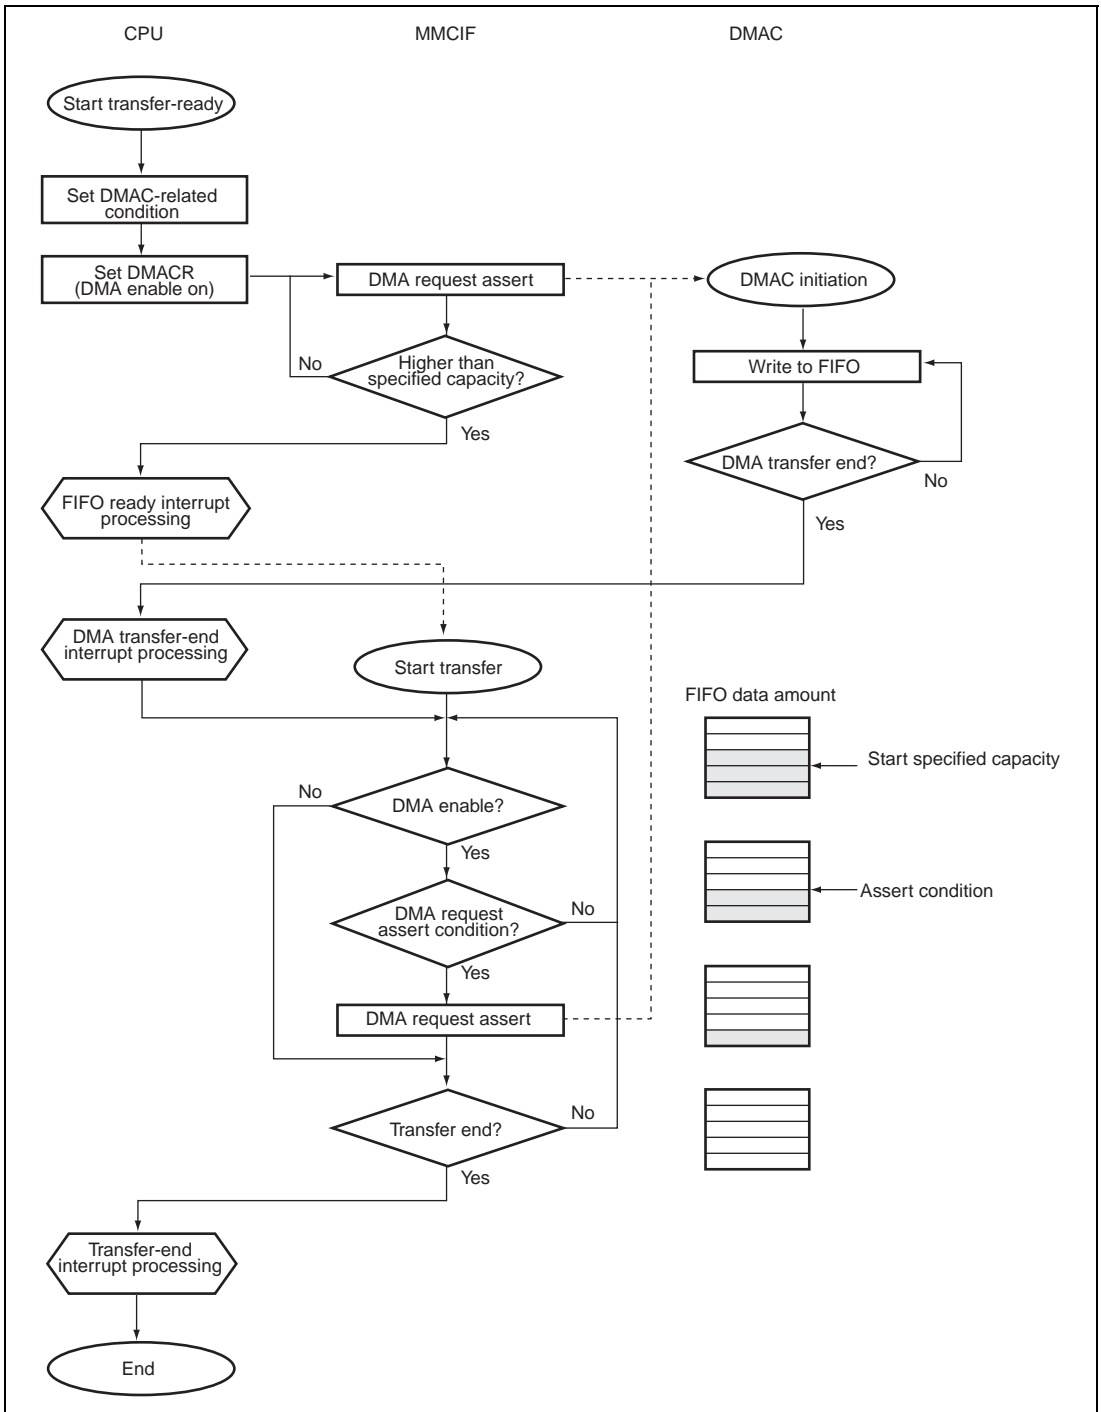 CPU
MMCIF
DMAC
Start transfer-ready
Set DMAC-related
condition
Set DMACR
(DMA enable on)
DMA request assert
DMAC initiation
No
Higher than
specified capacity?
Yes
Write to FIFO
DMA transfer end?
No
Yes
FIFO ready interrupt
processing
DMA transfer-end
interrupt processing
Start transfer
FIFO data amount
Start specified capacity
No
DMA enable?
Yes
Assert condition
DMA request
assert condition?
No
Yes
DMA request assert
Transfer end?
No
Yes
Transfer-end
interrupt processing
End